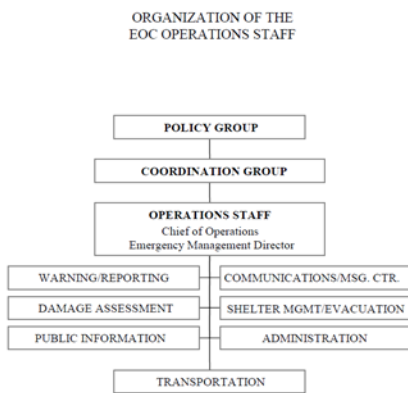 ORGANIZATION OF THE
EOC OPERATIONS STAFF
POLICY GROUP
COORDINATION GROUP
OPERATIONS STAFF
Chief of Operations
Emergency Management Director
WARNING/REPORTING
COMMUNICATIONS/MSG. CTR.
DAMAGE ASSESSMENT
SHELTER MGMT/EVACUATION
PUBLIC INFORMATION
ADMINISTRATION
TRANSPORTATION